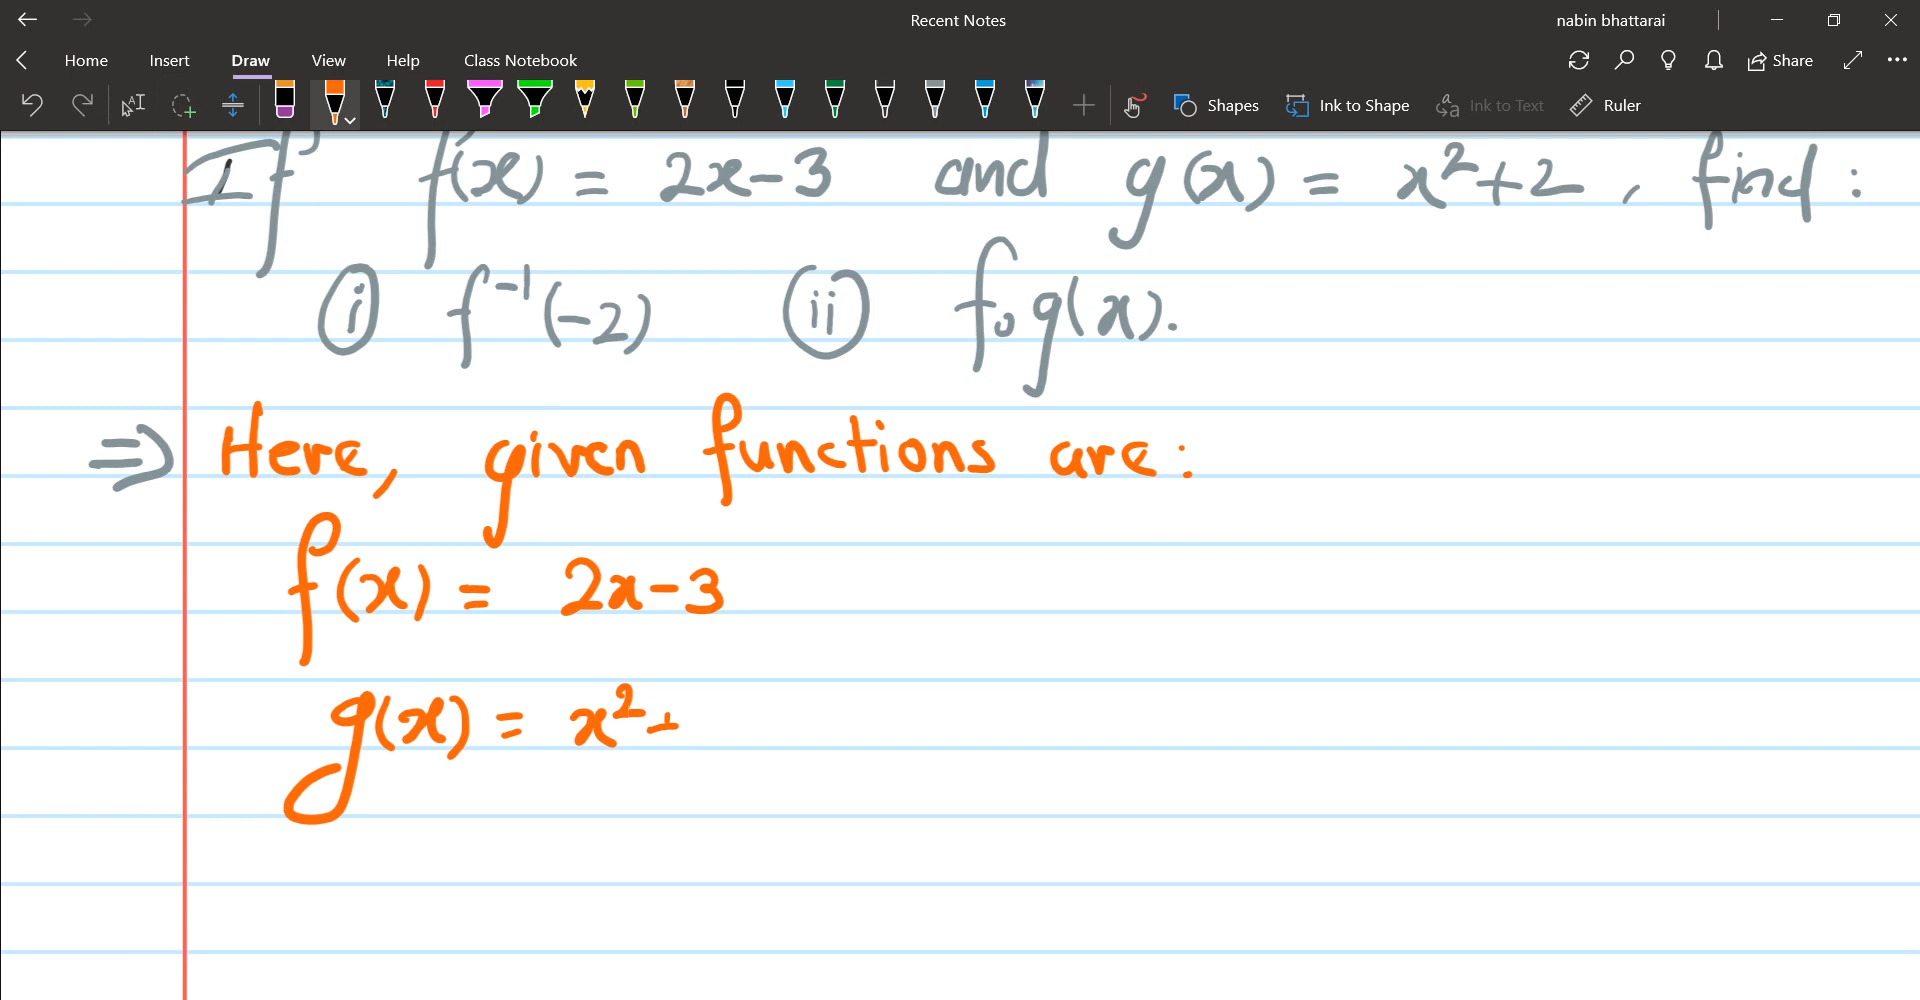 Recent Notes
nabin bhattarai
Home Insert Draw View Help Class Notebook Share
Shapes Ink to Shape Ink to Text Ruler
If f(x) = 2x-3 and g(x) = x²+2, find:
(i) f⁻¹(-2) (ii) fog(x).
⇒ Here, given functions are:
f(x) = 2x-3
g(x) = x²+